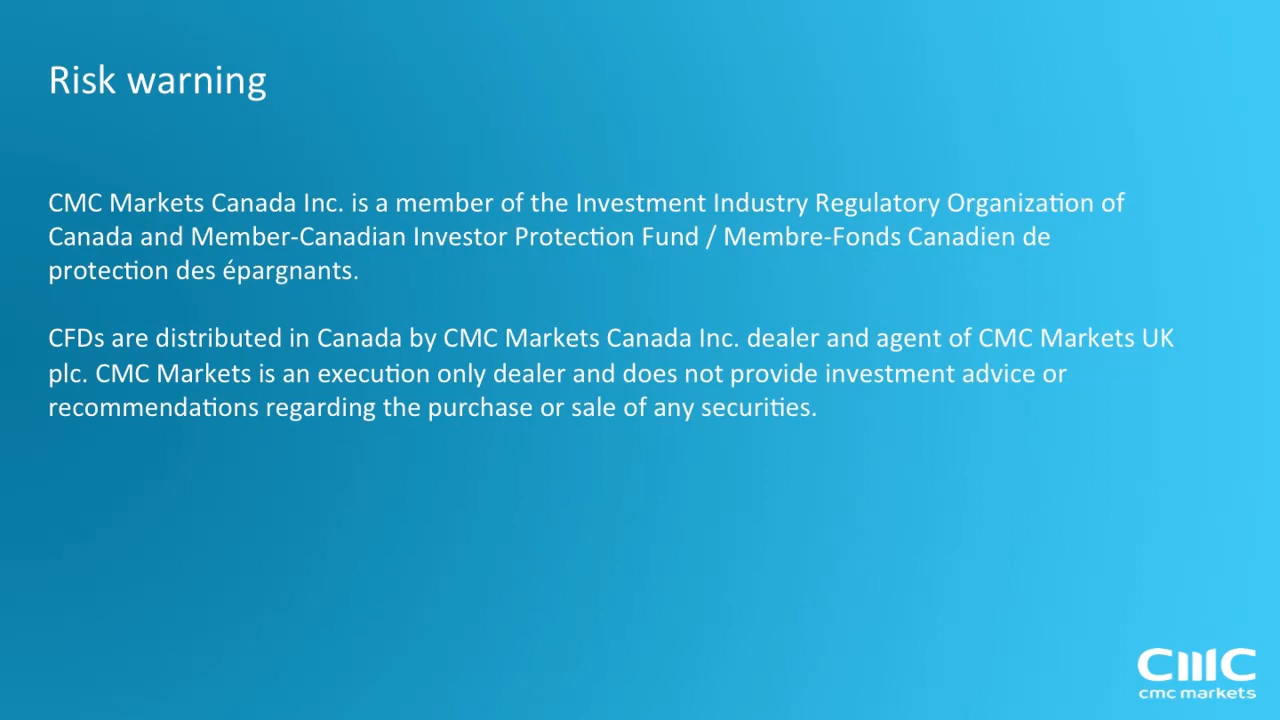 Risk warning
CMC Markets Canada Inc. is a member of the Investment Industry Regulatory Organization of
Canada and Member-Canadian Investor Protection Fund / Membre-Fonds Canadien de
protection des épargnants.
CFDs are distributed in Canada by CMC Markets Canada Inc. dealer and agent of CMC Markets UK
plc. CMC Markets is an execution only dealer and does not provide investment advice or
recommendations regarding the purchase or sale of any securities.
CMC
cmc markets